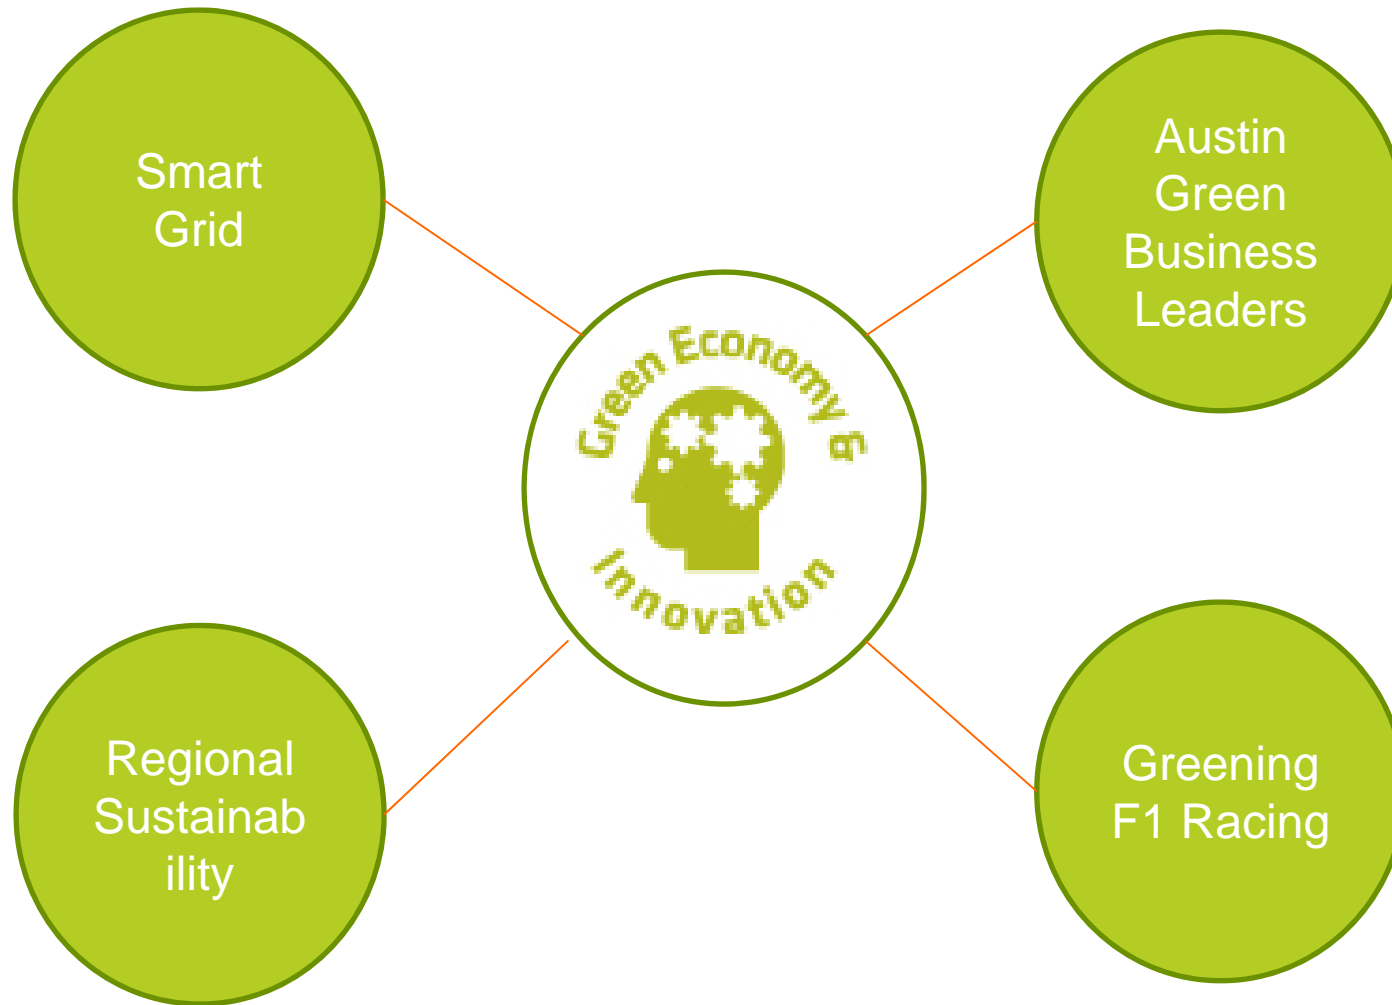 Smart
Grid
Austin
Green
Business
Leaders
Green Economy &
Innovation
Regional
Sustainab
ility
Greening
F1 Racing